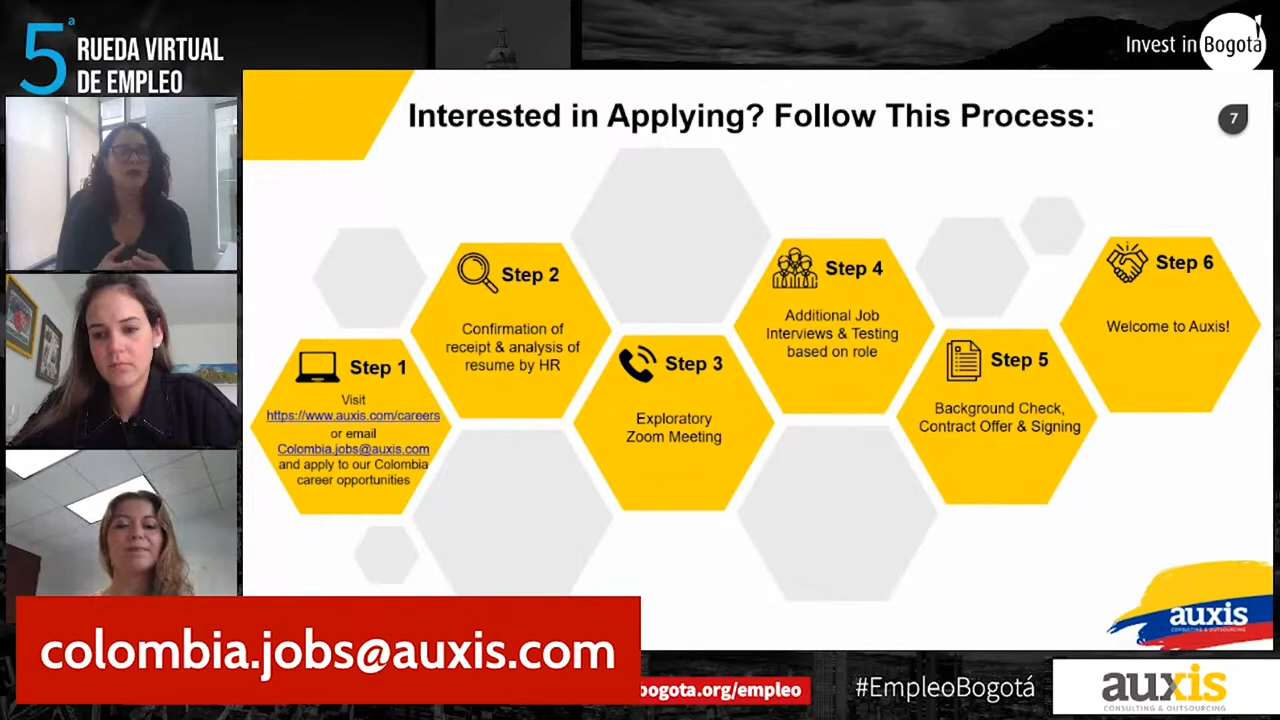 5ª
RUEDA VIRTUAL
DE EMPLEO
Invest in Bogotá
Interested in Applying? Follow This Process:
7
Step 1
Visit
https://www.auxis.com/careers
or email
Colombia.jobs@auxis.com
and apply to our Colombia
career opportunities
Step 2
Confirmation of
receipt & analysis of
resume by HR
Step 3
Exploratory
Zoom Meeting
Step 4
Additional Job
Interviews & Testing
based on role
Step 5
Background Check,
Contract Offer & Signing
Step 6
Welcome to Auxis!
auxis
CONSULTING & OUTSOURCING
colombia.jobs@auxis.com
bogota.org/empleo
#EmpleoBogotá
auxis
CONSULTING & OUTSOURCING